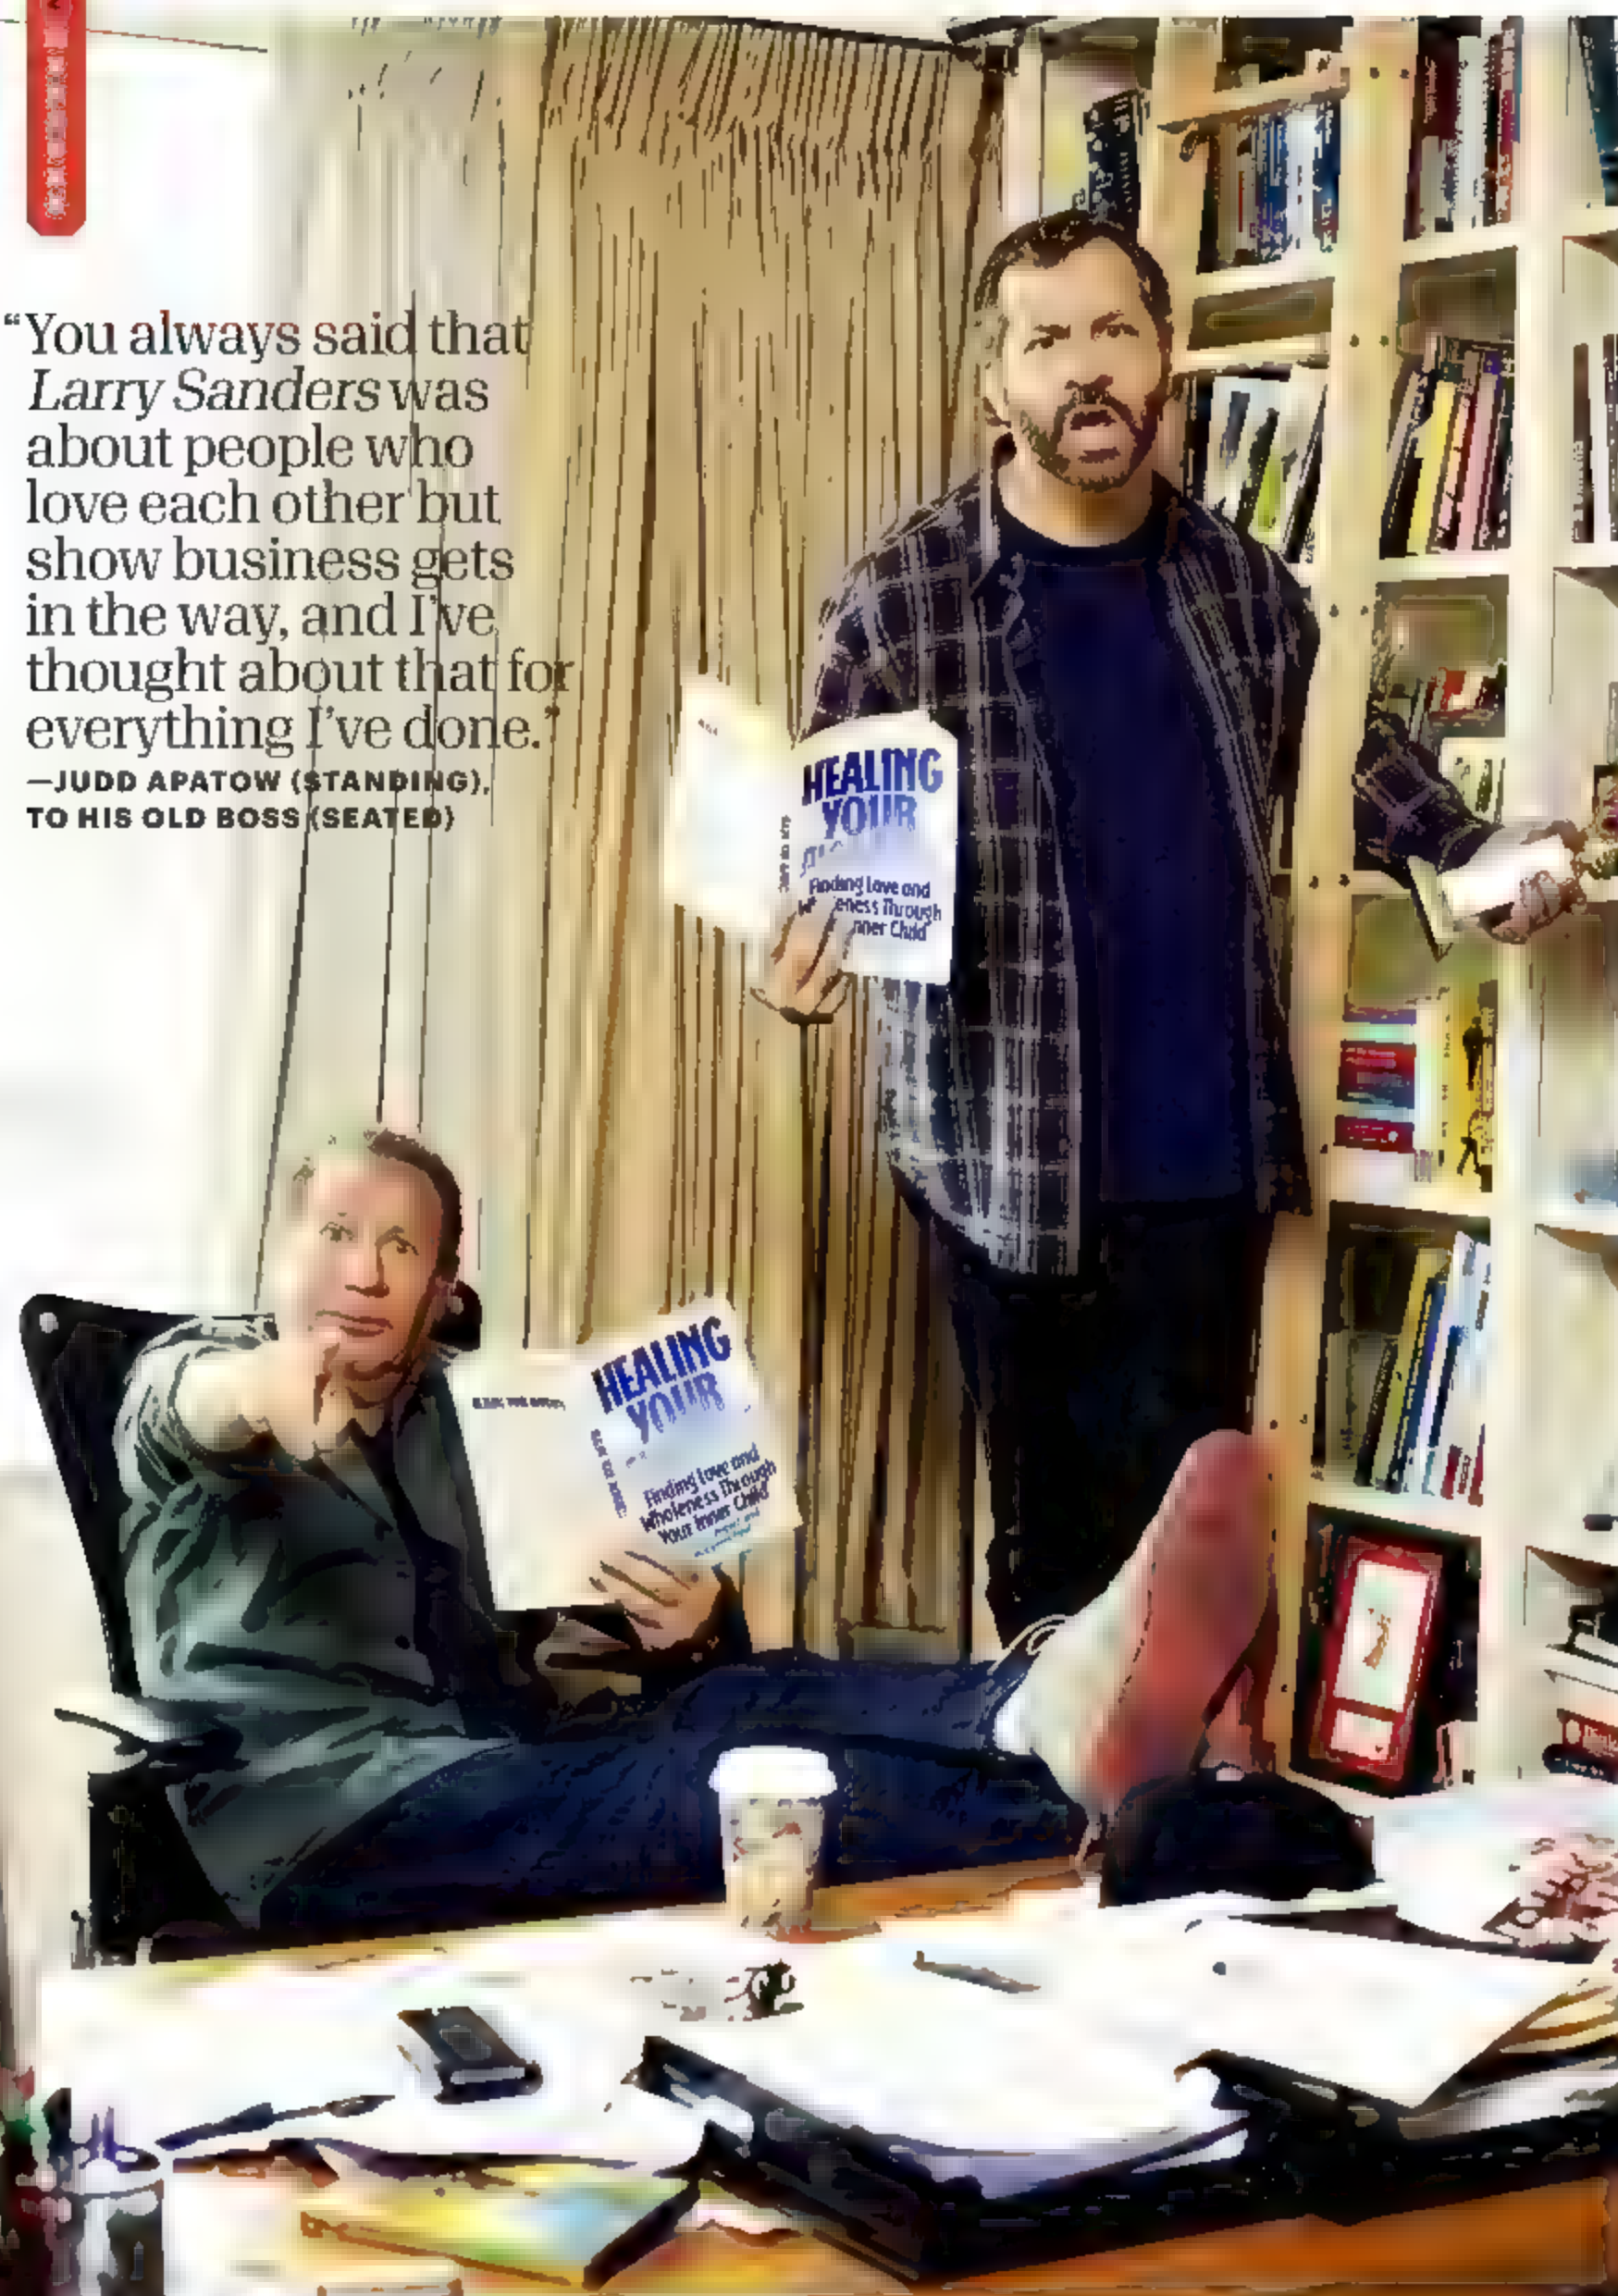 “You always said that
Larry Sanders was
about people who
love each other but
show business gets
in the way, and I’ve
thought about that for
everything I’ve done.”
—JUDD APATOW (STANDING),
TO HIS OLD BOSS (SEATED)
HEALING
YOUR
Finding Love and
Through
Child
HEALING
YOUR
Finding Love and
Wholeness Through
Your Inner Child